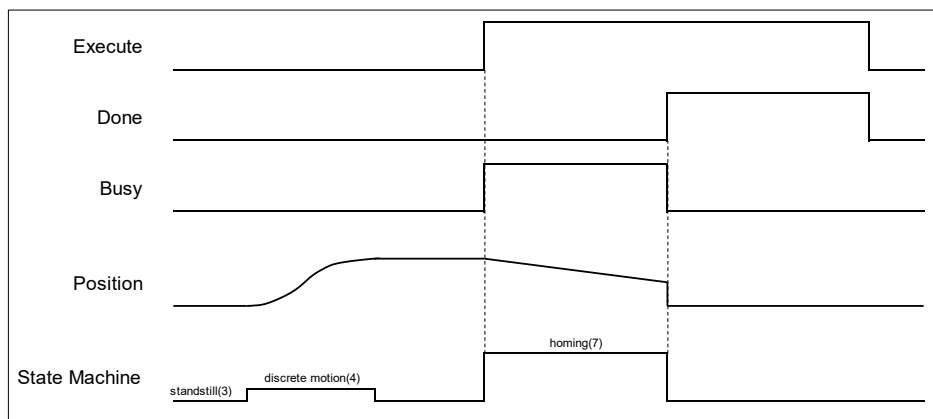 Execute
Done
Busy
Position
homing(7)
discrete motion(4)
State Machine
standstill(3)